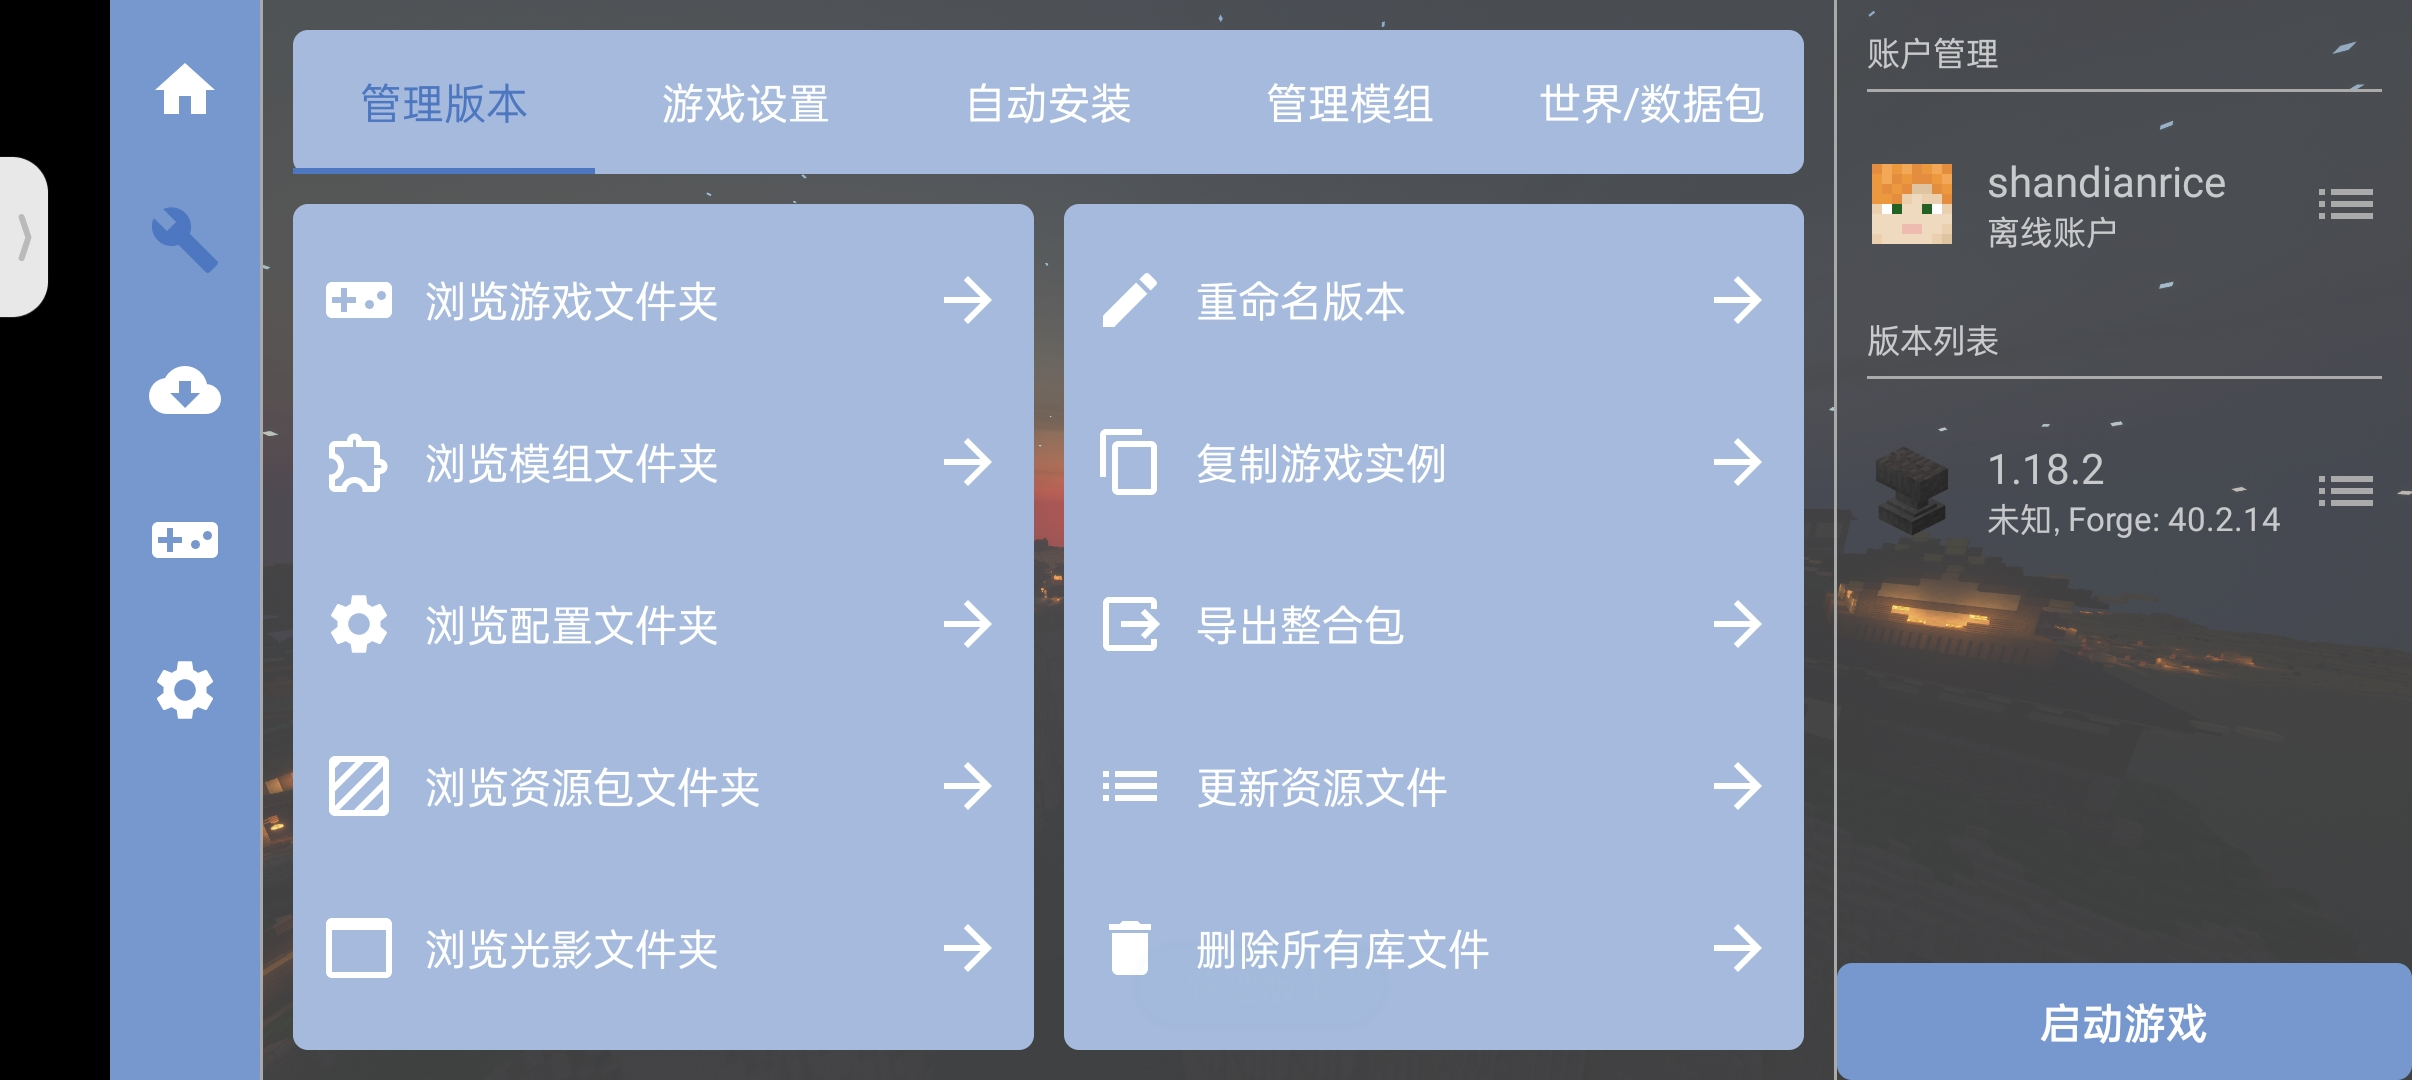 管理版本
游戏设置
自动安装
管理模组
世界/数据包
浏览游戏文件夹
浏览模组文件夹
浏览配置文件夹
浏览资源包文件夹
浏览光影文件夹
重命名版本
复制游戏实例
导出整合包
更新资源文件
删除所有库文件
账户管理
shandianrice
离线账户
版本列表
1.18.2
未知, Forge: 40.2.14
启动游戏